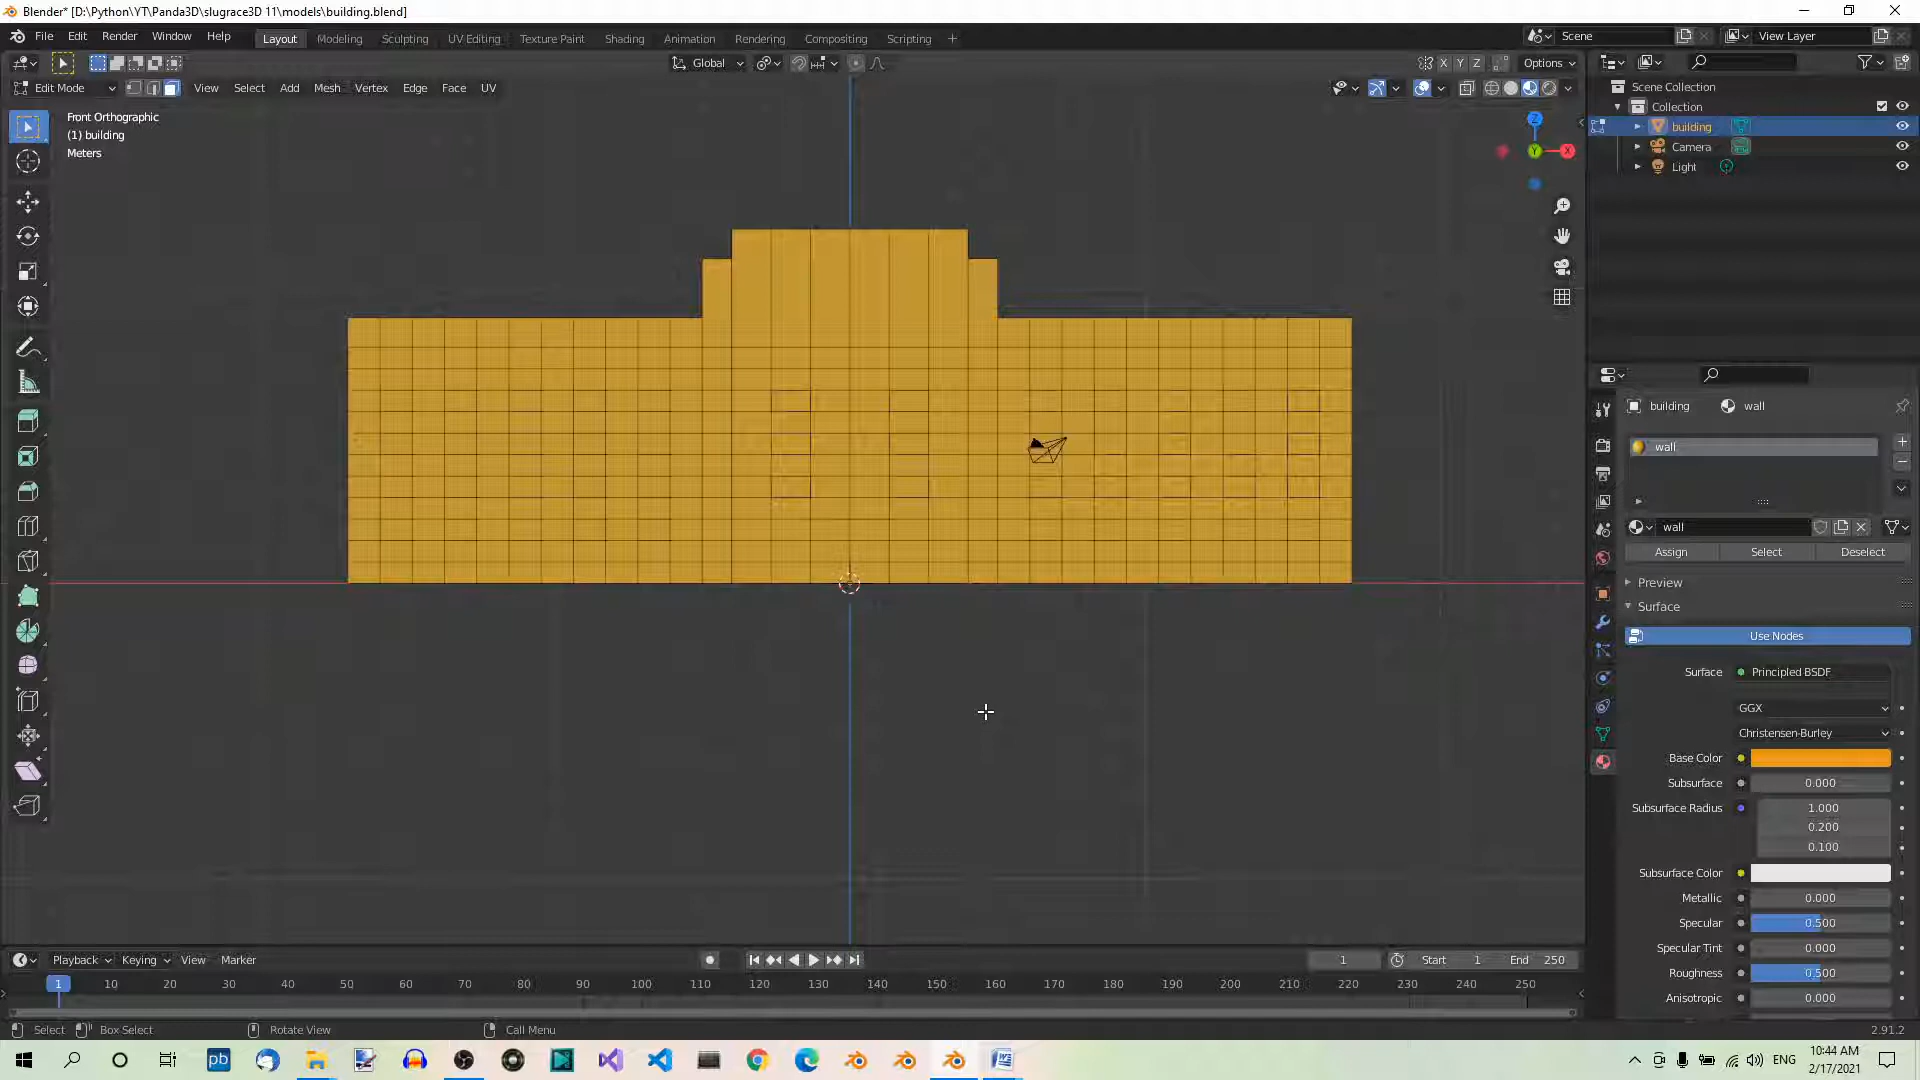 Blender* [D:\Python\YT\Panda3D\slugrace3D 11\models\building.blend]
File Edit Render Window Help
Layout Modeling Sculpting UV Editing Texture Paint Shading Animation Rendering Compositing Scripting +
Scene
View Layer
Global
X Y Z
Options
Edit Mode
View Select Add Mesh Vertex Edge Face UV
Front Orthographic
(1) building
Meters
Z
Y
X
Scene Collection
Collection
building
Camera
Light
building
wall
wall
wall
Assign
Select
Deselect
Preview
Surface
Use Nodes
Surface
Principled BSDF
GGX
Christensen-Burley
Base Color
Subsurface
0.000
Subsurface Radius
1.000
0.200
0.100
Subsurface Color
Metallic
0.000
Specular
0.500
Specular Tint
0.000
Roughness
0.500
Anisotropic
0.000
Playback Keying View Marker
1
Start 1
End 250
1 10 20 30 40 50 60 70 80 90 100 110 120 130 140 150 160 170 180 190 200 210 220 230 240 250
Select
Box Select
Rotate View
Call Menu
2.91.2
pb
ENG
10:44 AM
2/17/2021